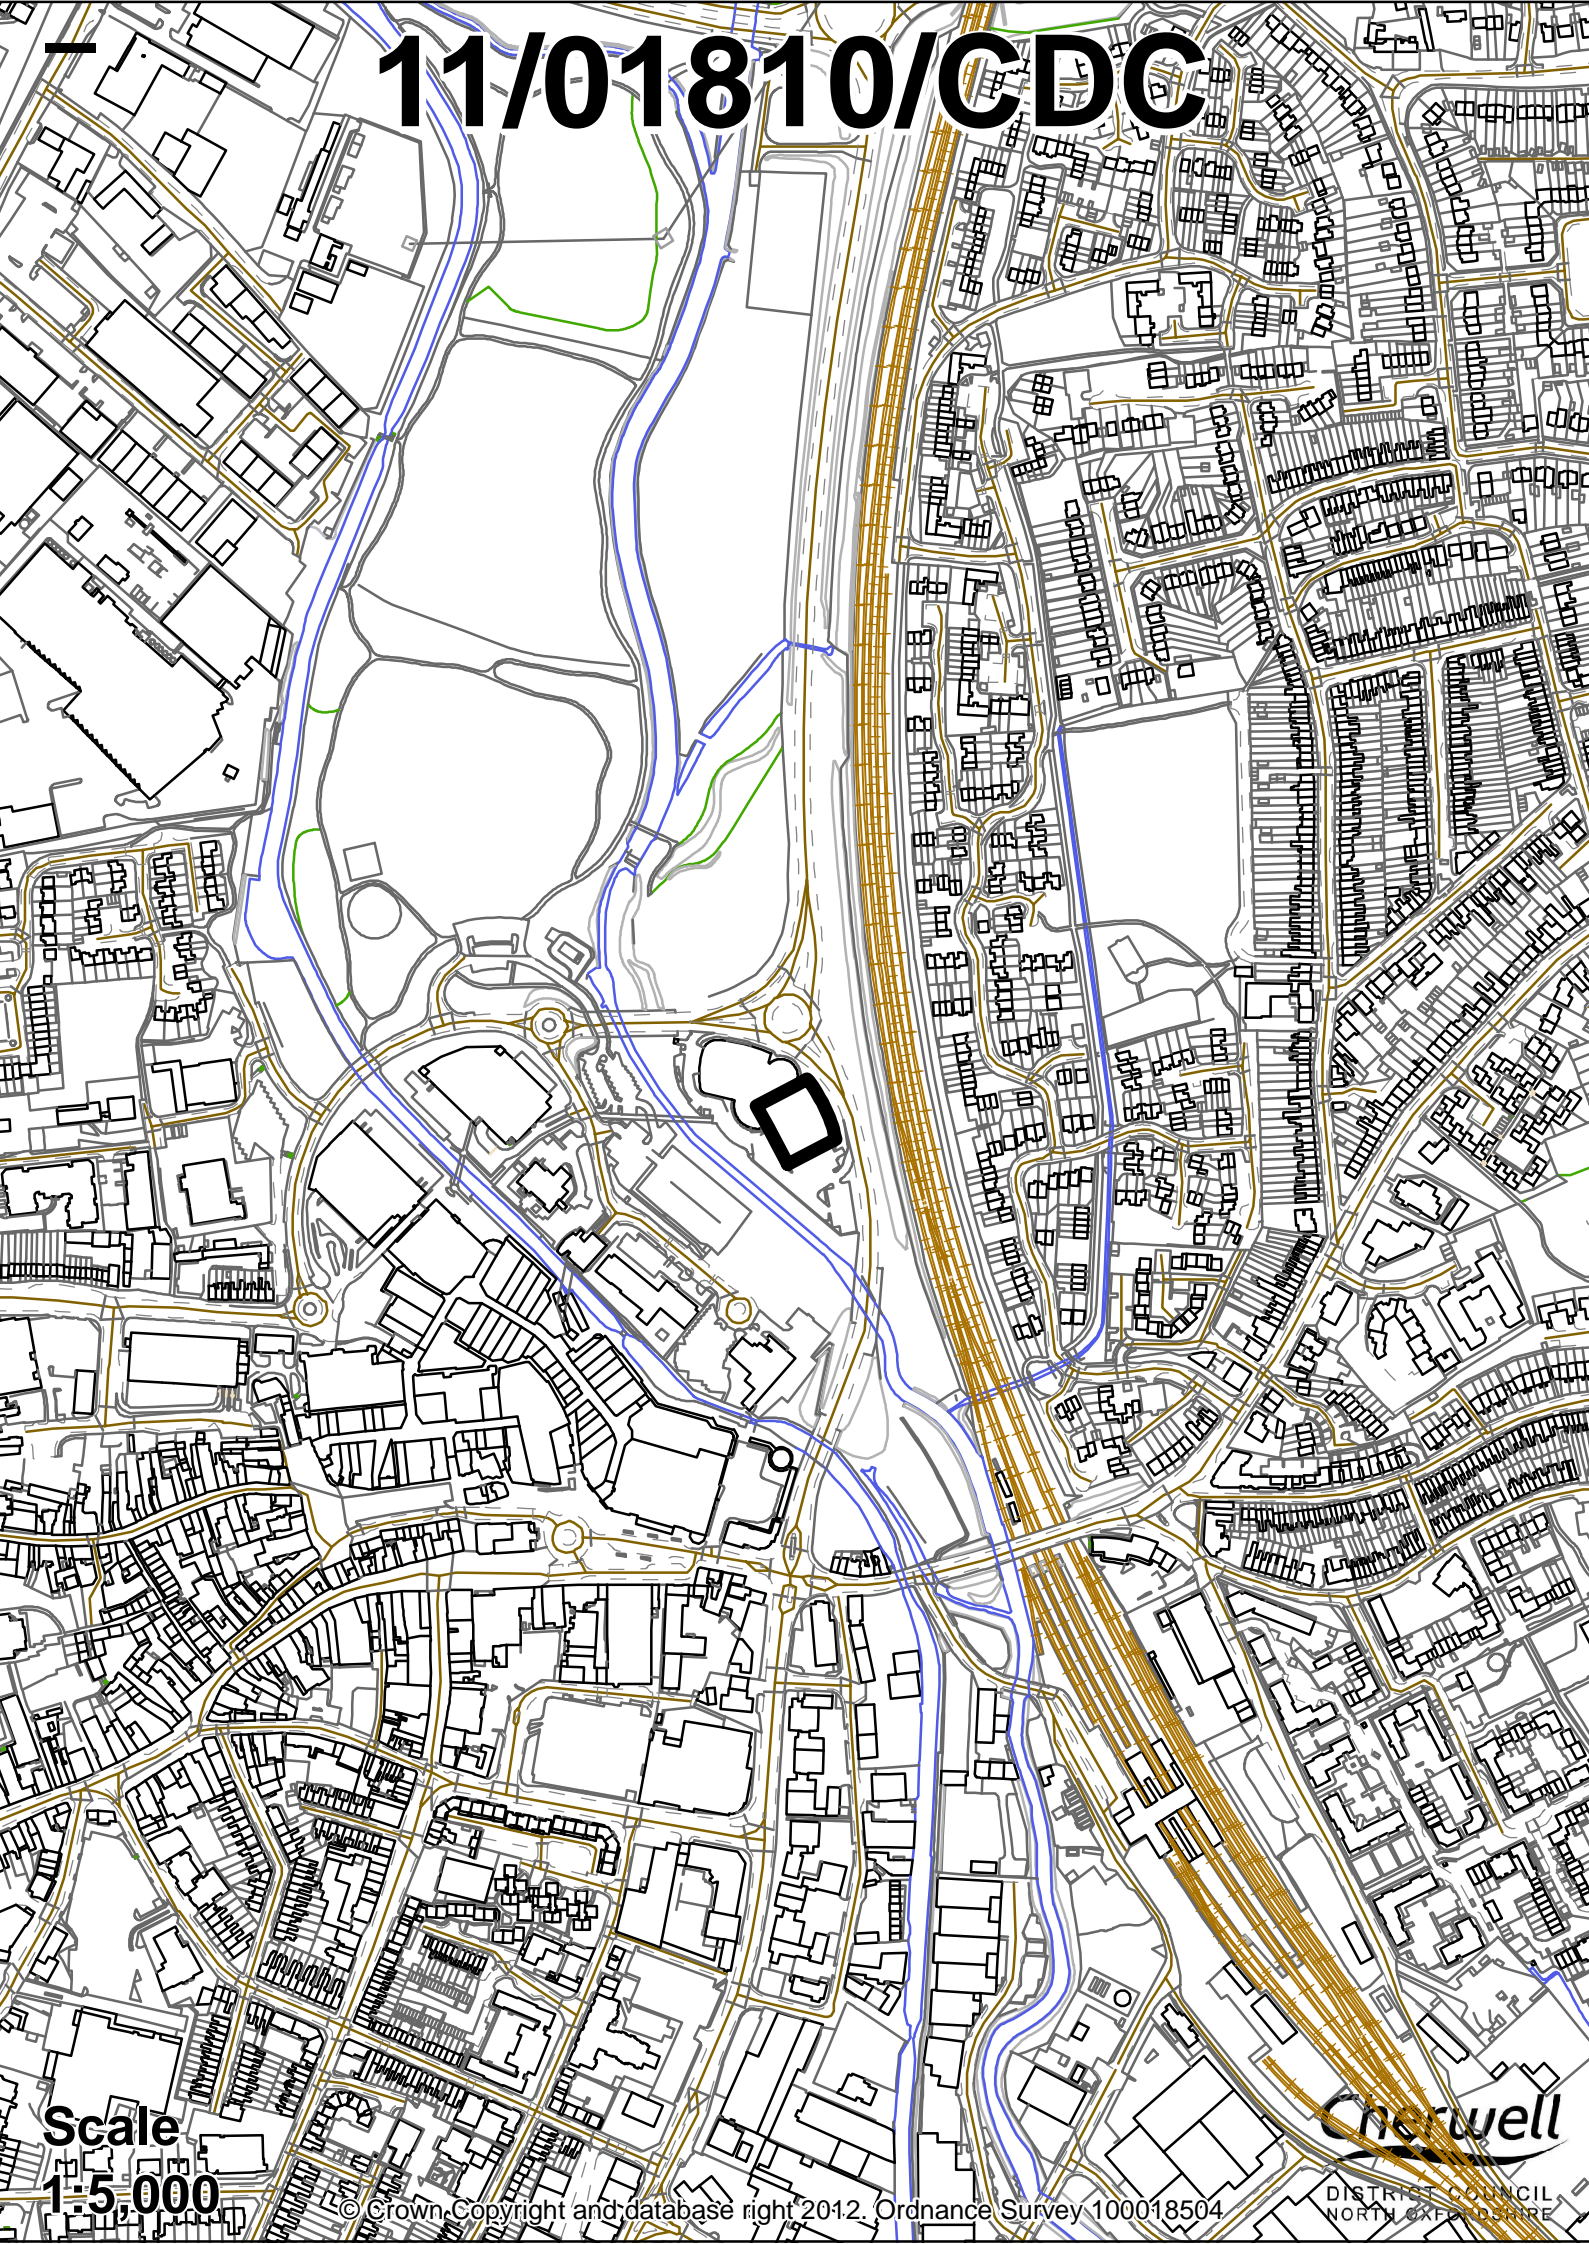 11/01810/CDC
Scale
1:5,000
© Crown Copyright and database right 2012. Ordnance Survey 100018504
Cherwell
DISTRICT COUNCIL
NORTH OXFORDSHIRE